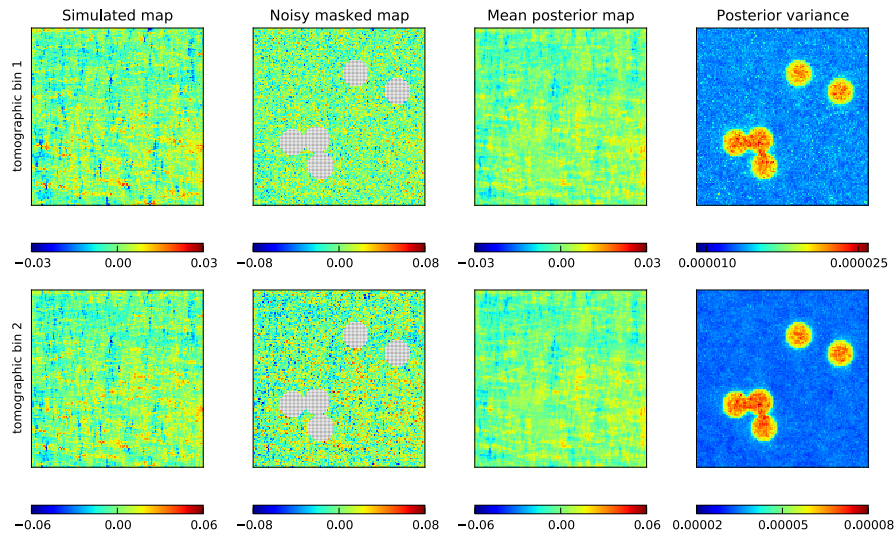 Simulated map Noisy masked map Mean posterior map Posterior variance
tomographic bin 1
−0.03 0.00 0.03 −0.08 0.00 0.08 −0.03 0.00 0.03 0.000010 0.000025
tomographic bin 2
−0.06 0.00 0.06 −0.08 0.00 0.08 −0.06 0.00 0.06 0.00002 0.00005 0.00008